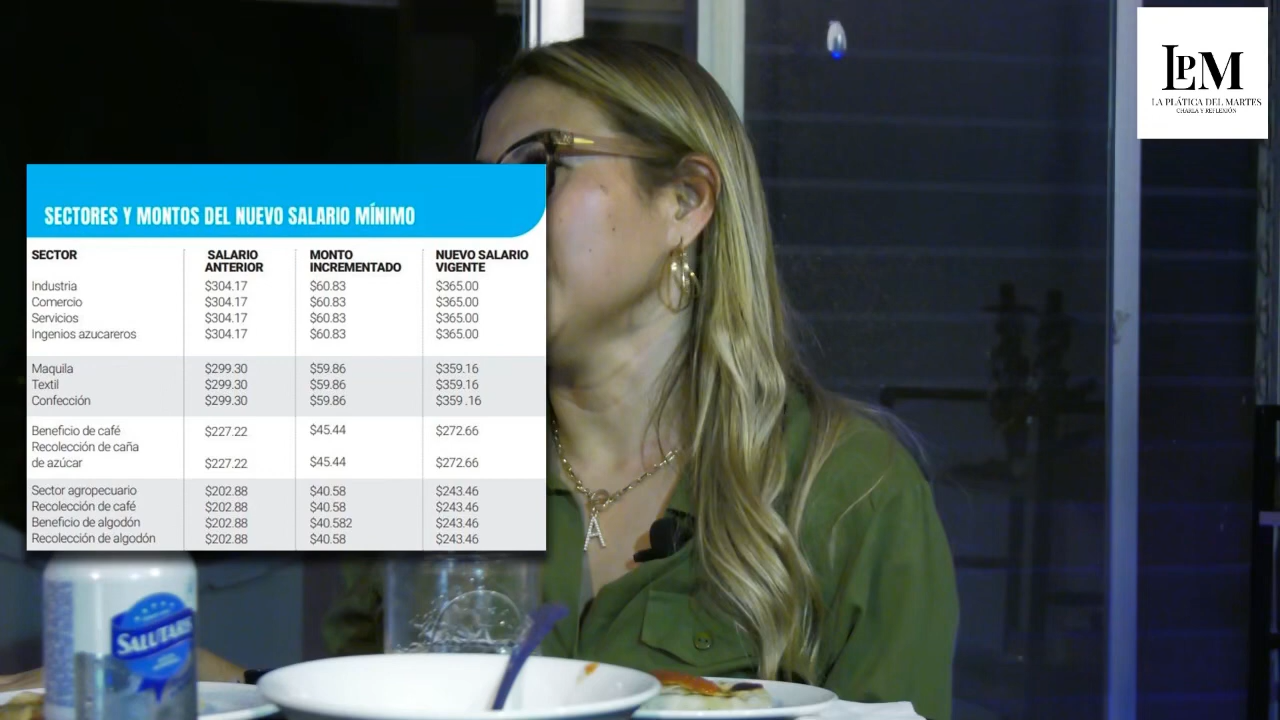 LPM
LA PLÁTICA DEL MARTES
CHARLA Y REFLEXIÓN
SECTORES Y MONTOS DEL NUEVO SALARIO MÍNIMO
SECTOR SALARIO ANTERIOR MONTO INCREMENTADO NUEVO SALARIO VIGENTE
Industria $304.17 $60.83 $365.00
Comercio $304.17 $60.83 $365.00
Servicios $304.17 $60.83 $365.00
Ingenios azucareros $304.17 $60.83 $365.00
Maquila $299.30 $59.86 $359.16
Textil $299.30 $59.86 $359.16
Confección $299.30 $59.86 $359 .16
Beneficio de café $227.22 $45.44 $272.66
Recolección de caña
de azúcar $227.22 $45.44 $272.66
Sector agropecuario $202.88 $40.58 $243.46
Recolección de café $202.88 $40.58 $243.46
Beneficio de algodón $202.88 $40.582 $243.46
Recolección de algodón $202.88 $40.58 $243.46
A
SALUTARIS